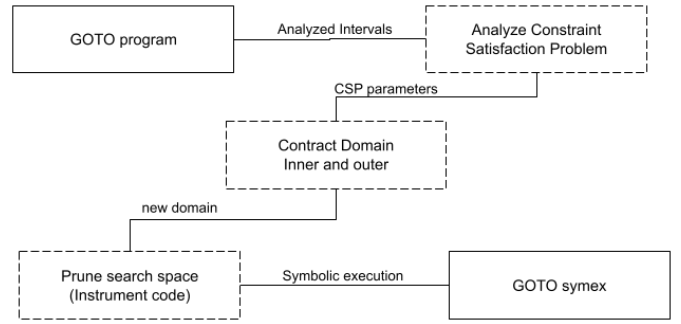 GOTO program
Analyzed Intervals
Analyze Constraint
Satisfaction Problem
CSP parameters
Contract Domain
Inner and outer
new domain
Prune search space
(Instrument code)
Symbolic execution
GOTO symex